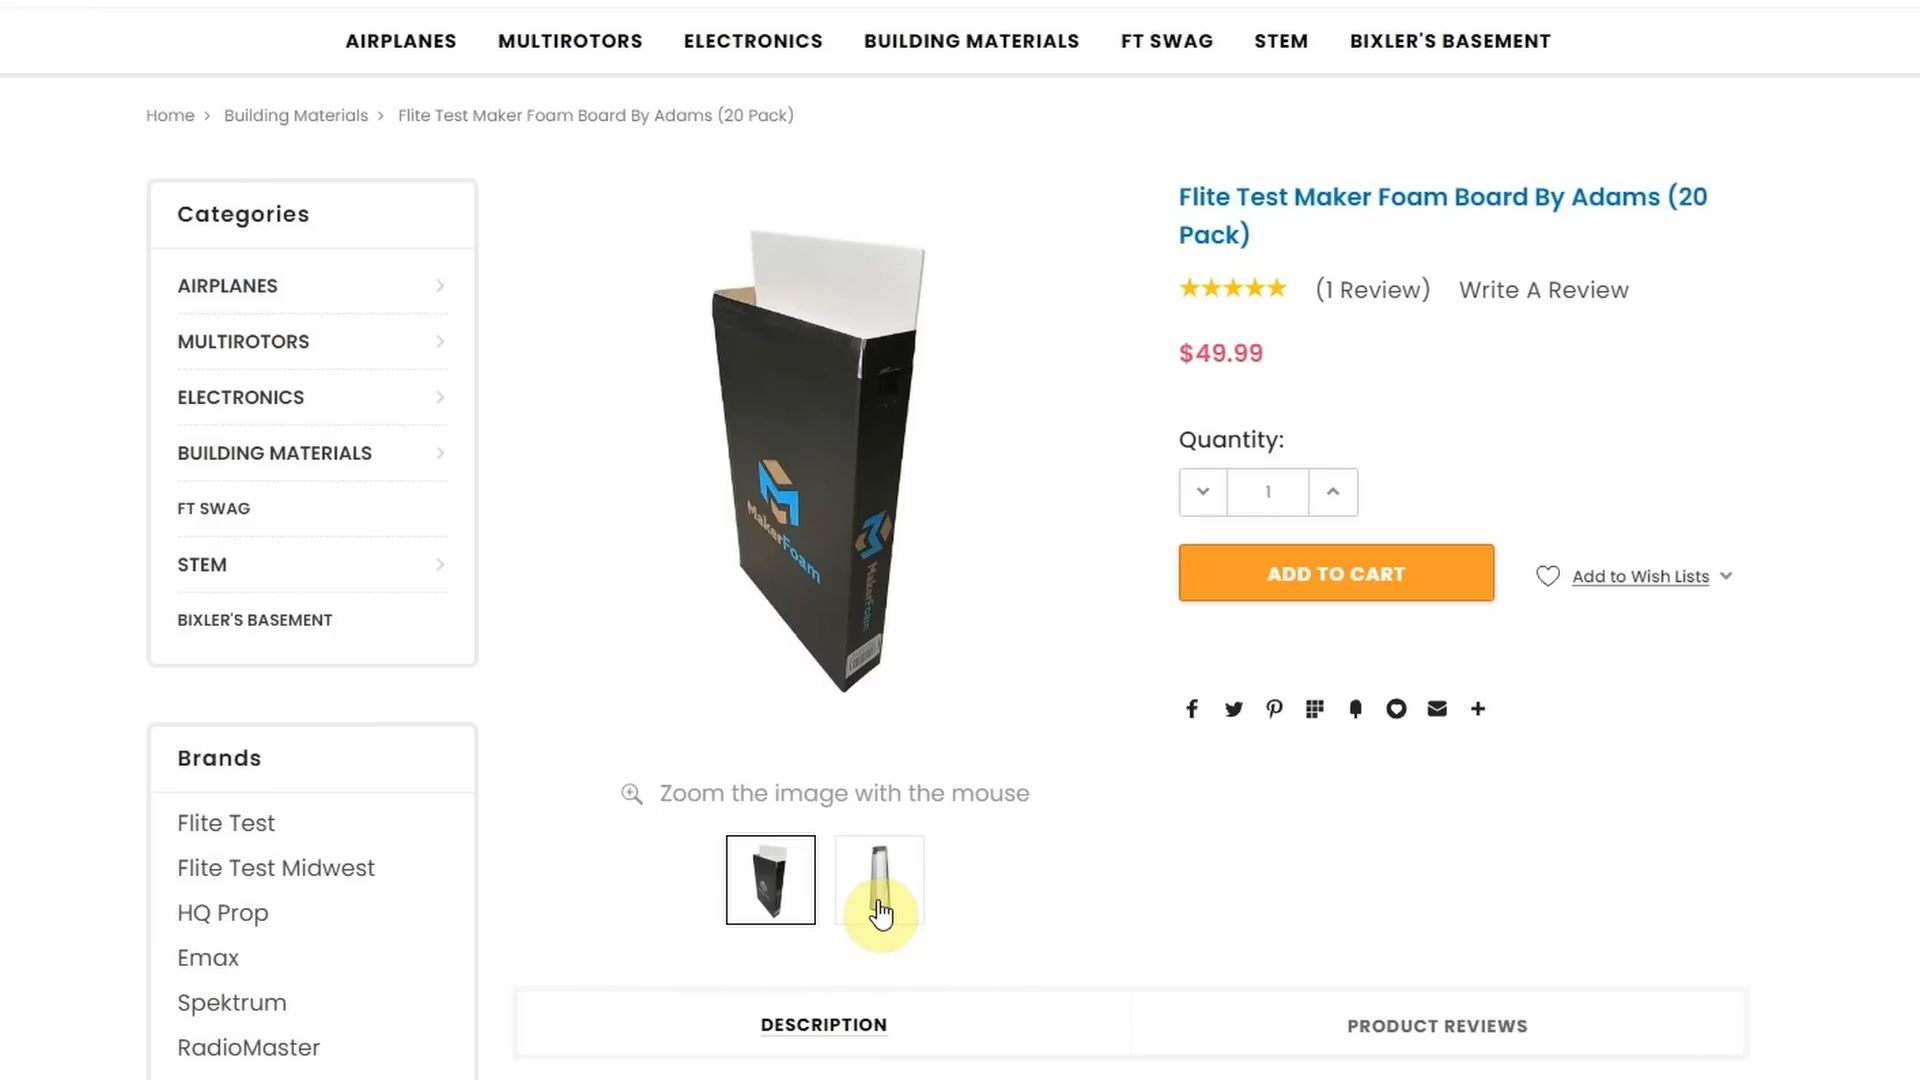 AIRPLANES MULTIROTORS ELECTRONICS BUILDING MATERIALS FT SWAG STEM BIXLER'S BASEMENT
Home > Building Materials > Flite Test Maker Foam Board By Adams (20 Pack)
Categories
AIRPLANES
MULTIROTORS
ELECTRONICS
BUILDING MATERIALS
FT SWAG
STEM
BIXLER'S BASEMENT
Brands
Flite Test
Flite Test Midwest
HQ Prop
Emax
Spektrum
RadioMaster
MakerFoam
MakerFoam
Zoom the image with the mouse
Flite Test Maker Foam Board By Adams (20
Pack)
(1 Review) Write A Review
$49.99
Quantity:
1
ADD TO CART
Add to Wish Lists
DESCRIPTION
PRODUCT REVIEWS